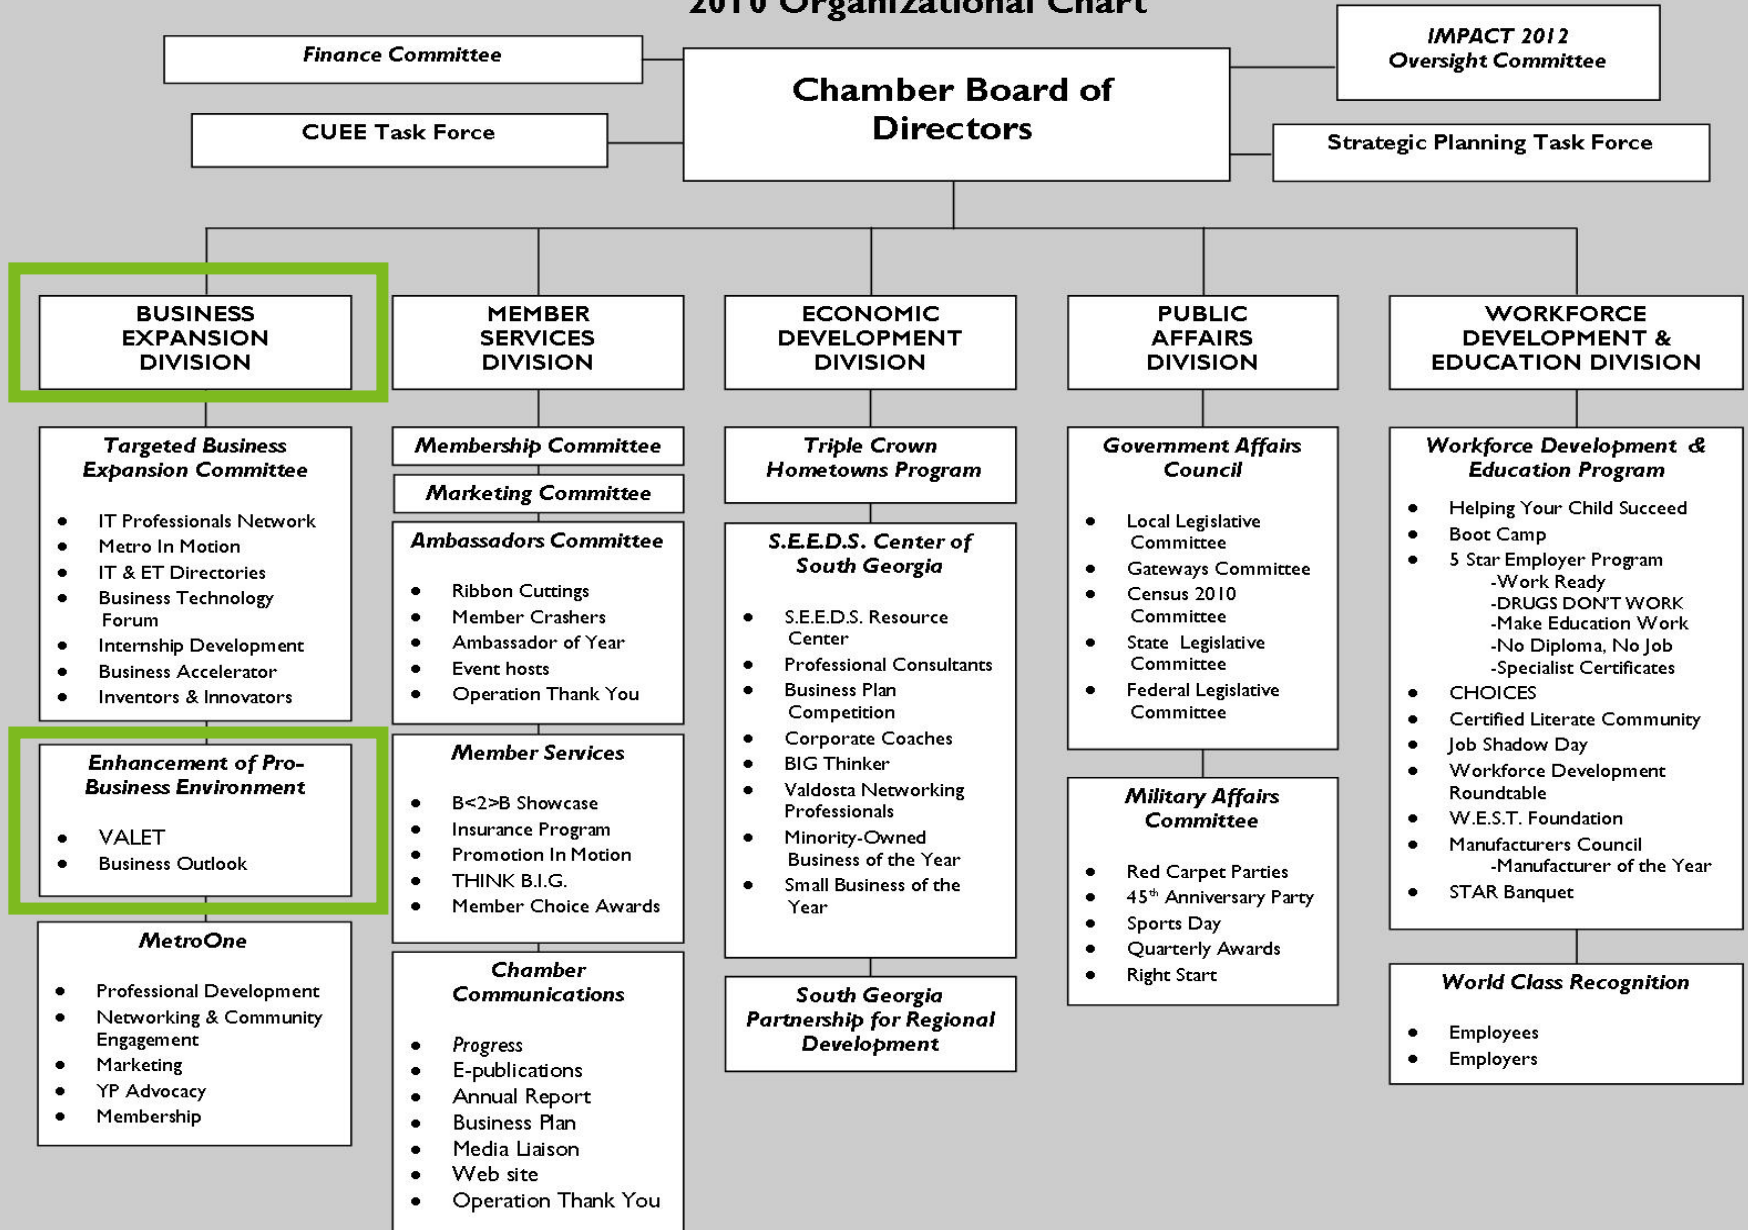 2010 Organizational Chart
Finance Committee
CUEE Task Force
Chamber Board of
Directors
IMPACT 2012
Oversight Committee
Strategic Planning Task Force
BUSINESS
EXPANSION
DIVISION
Targeted Business
Expansion Committee
• IT Professionals Network
• Metro In Motion
• IT & ET Directories
• Business Technology
Forum
• Internship Development
• Business Accelerator
• Inventors & Innovators
Enhancement of Pro-
Business Environment
• VALET
• Business Outlook
MetroOne
• Professional Development
• Networking & Community
Engagement
• Marketing
• YP Advocacy
• Membership
MEMBER
SERVICES
DIVISION
Membership Committee
Marketing Committee
Ambassadors Committee
• Ribbon Cuttings
• Member Crashers
• Ambassador of Year
• Event hosts
• Operation Thank You
Member Services
• B<2>B Showcase
• Insurance Program
• Promotion In Motion
• THINK B.I.G.
• Member Choice Awards
Chamber
Communications
• Progress
• E-publications
• Annual Report
• Business Plan
• Media Liaison
• Web site
• Operation Thank You
ECONOMIC
DEVELOPMENT
DIVISION
Triple Crown
Hometowns Program
S.E.E.D.S. Center of
South Georgia
• S.E.E.D.S. Resource
Center
• Professional Consultants
• Business Plan
Competition
• Corporate Coaches
• BIG Thinker
• Valdosta Networking
Professionals
• Minority-Owned
Business of the Year
• Small Business of the
Year
South Georgia
Partnership for Regional
Development
PUBLIC
AFFAIRS
DIVISION
Government Affairs
Council
• Local Legislative
Committee
• Gateways Committee
• Census 2010
Committee
• State Legislative
Committee
• Federal Legislative
Committee
Military Affairs
Committee
• Red Carpet Parties
• 45th Anniversary Party
• Sports Day
• Quarterly Awards
• Right Start
WORKFORCE
DEVELOPMENT &
EDUCATION DIVISION
Workforce Development &
Education Program
• Helping Your Child Succeed
• Boot Camp
• 5 Star Employer Program
-Work Ready
-DRUGS DON'T WORK
-Make Education Work
-No Diploma, No Job
-Specialist Certificates
• CHOICES
• Certified Literate Community
• Job Shadow Day
• Workforce Development
Roundtable
• W.E.S.T. Foundation
• Manufacturers Council
-Manufacturer of the Year
• STAR Banquet
World Class Recognition
• Employees
• Employers